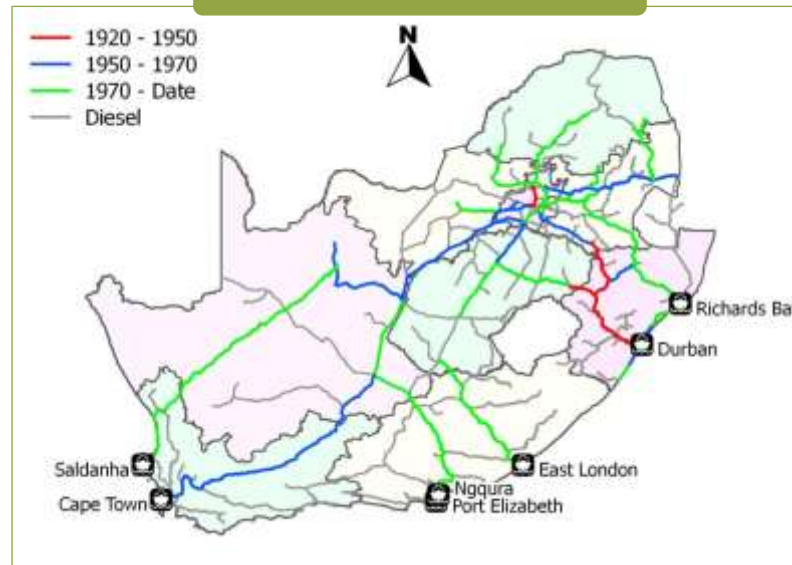 1920 - 1950
1950 - 1970
1970 - Date
Diesel
N
Richards Ba
Durban
East London
Ngqura
Port Elizabeth
Saldanha
Cape Town